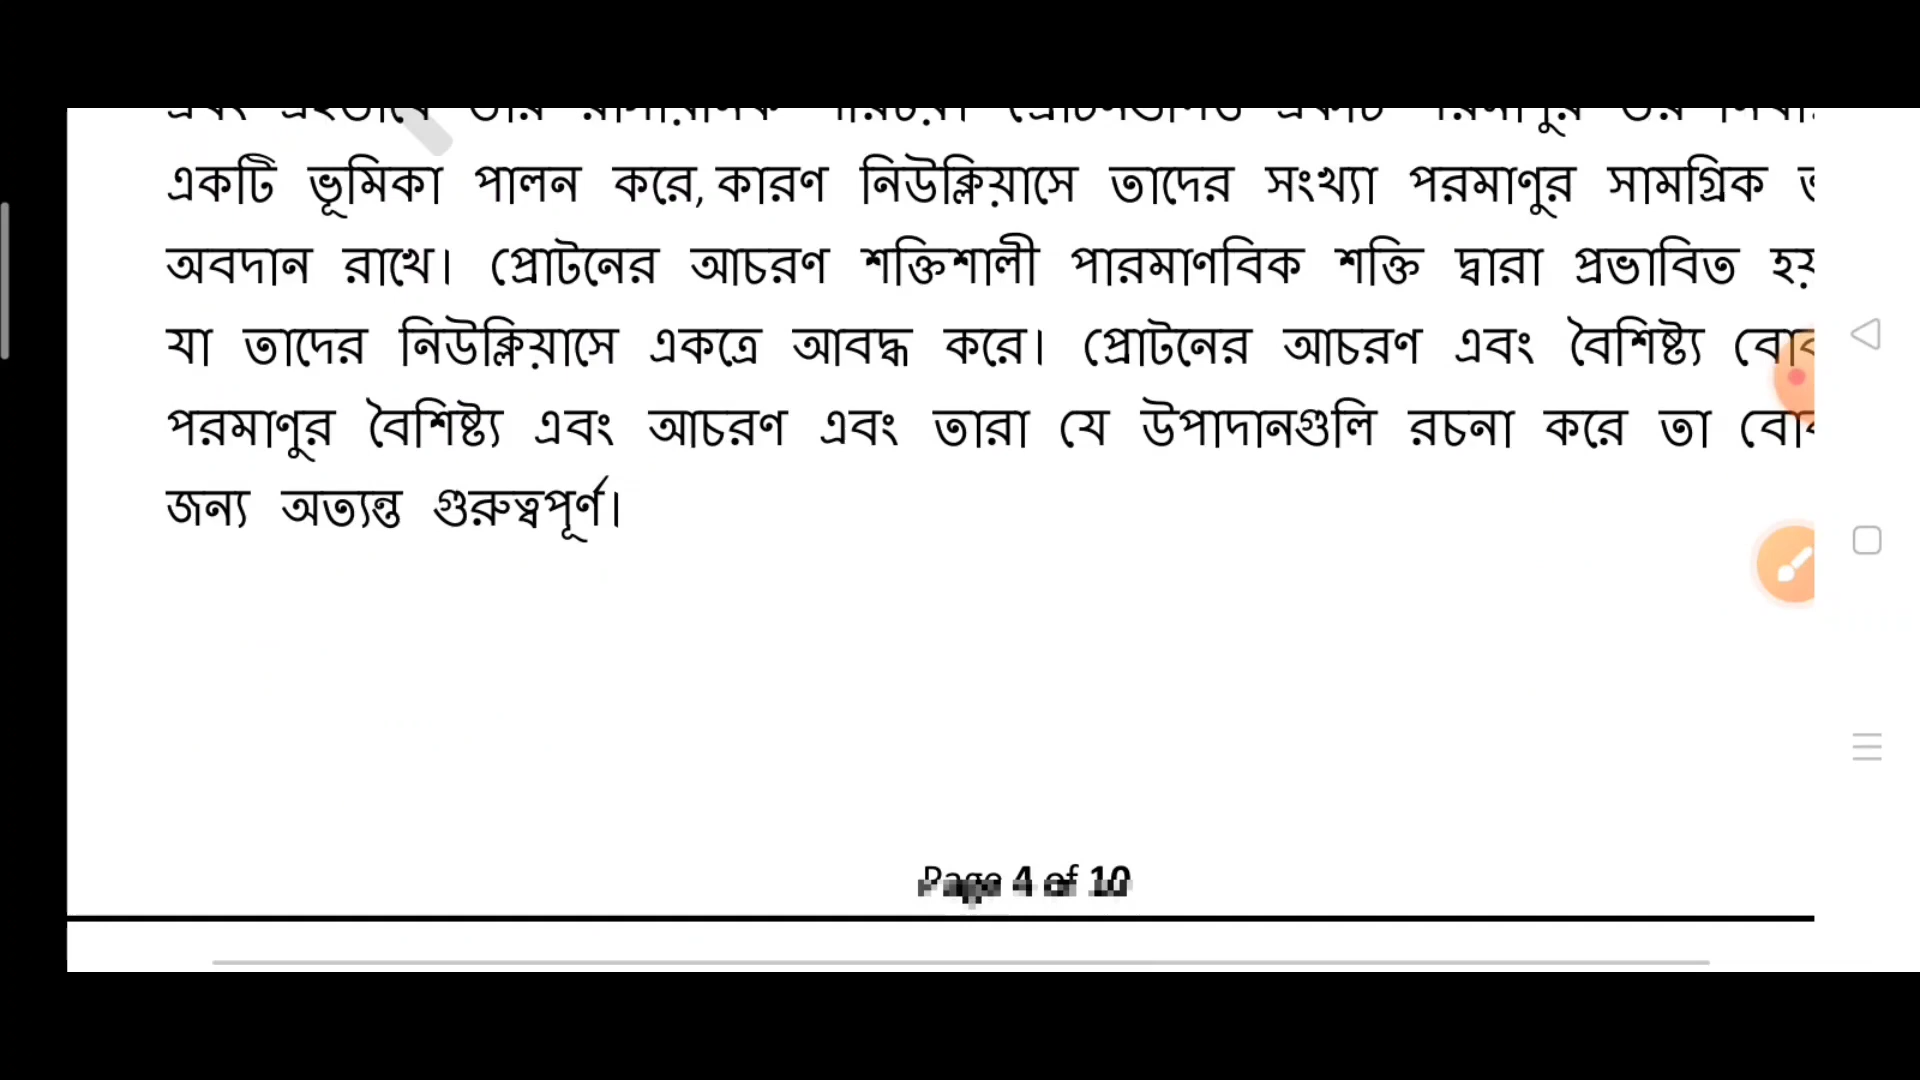 একটি ভূমিকা পালন করে, কারণ নিউক্লিয়াসে তাদের সংখ্যা পরমাণুর সামগ্রিক
অবদান রাখে। প্রোটনের আচরণ শক্তিশালী পারমাণবিক শক্তি দ্বারা প্রভাবিত হয়
যা তাদের নিউক্লিয়াসে একত্রে আবদ্ধ করে। প্রোটনের আচরণ এবং বৈশিষ্ট্য
পরমাণুর বৈশিষ্ট্য এবং আচরণ এবং তারা যে উপাদানগুলি রচনা করে তা
জন্য অত্যন্ত গুরুত্বপূর্ণ।
Page 4 of 10